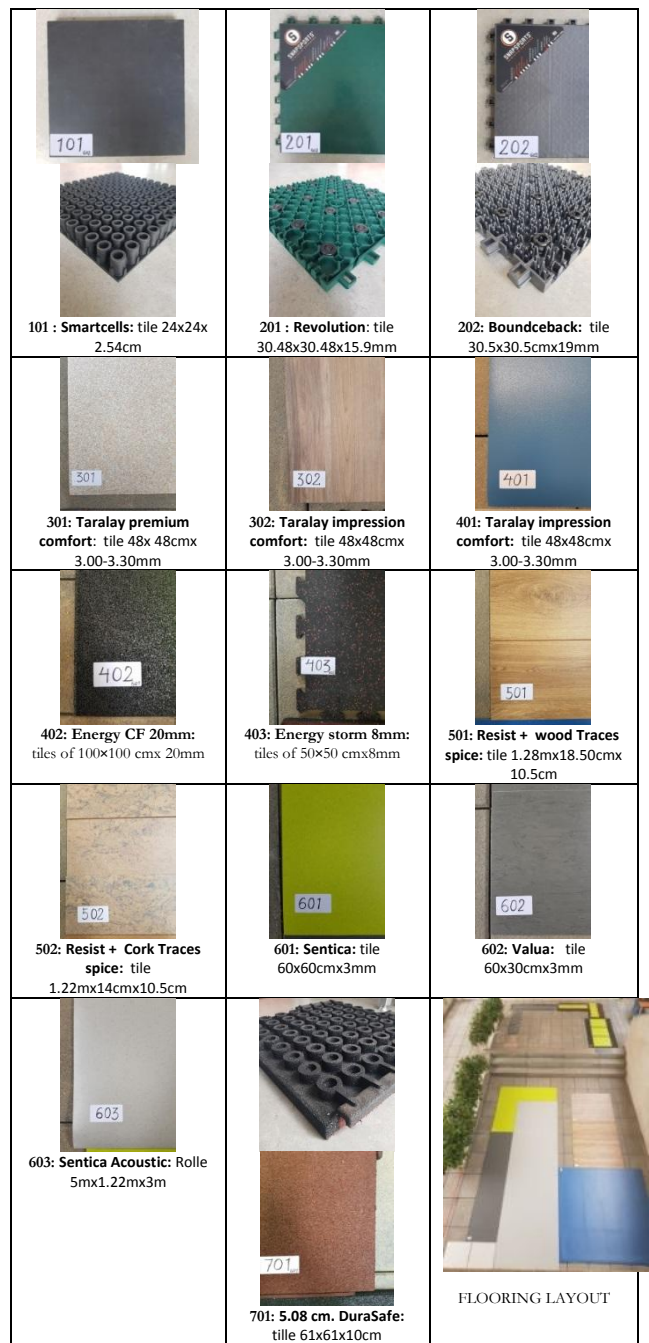 101
201
202
SNAPSPORTS
SNAPSPORTS
101 : Smartcells: tile 24x24x
2.54cm
201 : Revolution: tile
30.48x30.48x15.9mm
202: Boundceback: tile
30.5x30.5cmx19mm
301
302
401
301: Taralay premium
comfort: tile 48x 48cmx
3.00-3.30mm
302: Taralay impression
comfort: tile 48x48cmx
3.00-3.30mm
401: Taralay impression
comfort: tile 48x48cmx
3.00-3.30mm
402
403
501
402: Energy CF 20mm:
tiles of 100×100 cmx 20mm
403: Energy storm 8mm:
tiles of 50×50 cmx8mm
501: Resist + wood Traces
spice: tile 1.28mx18.50cmx
10.5cm
502
601
602
502: Resist + Cork Traces
spice: tile
1.22mx14cmx10.5cm
601: Sentica: tile
60x60cmx3mm
602: Valua: tile
60x30cmx3mm
603
603: Sentica Acoustic: Rolle
5mx1.22mx3m
701
701: 5.08 cm. DuraSafe:
tille 61x61x10cm
FLOORING LAYOUT